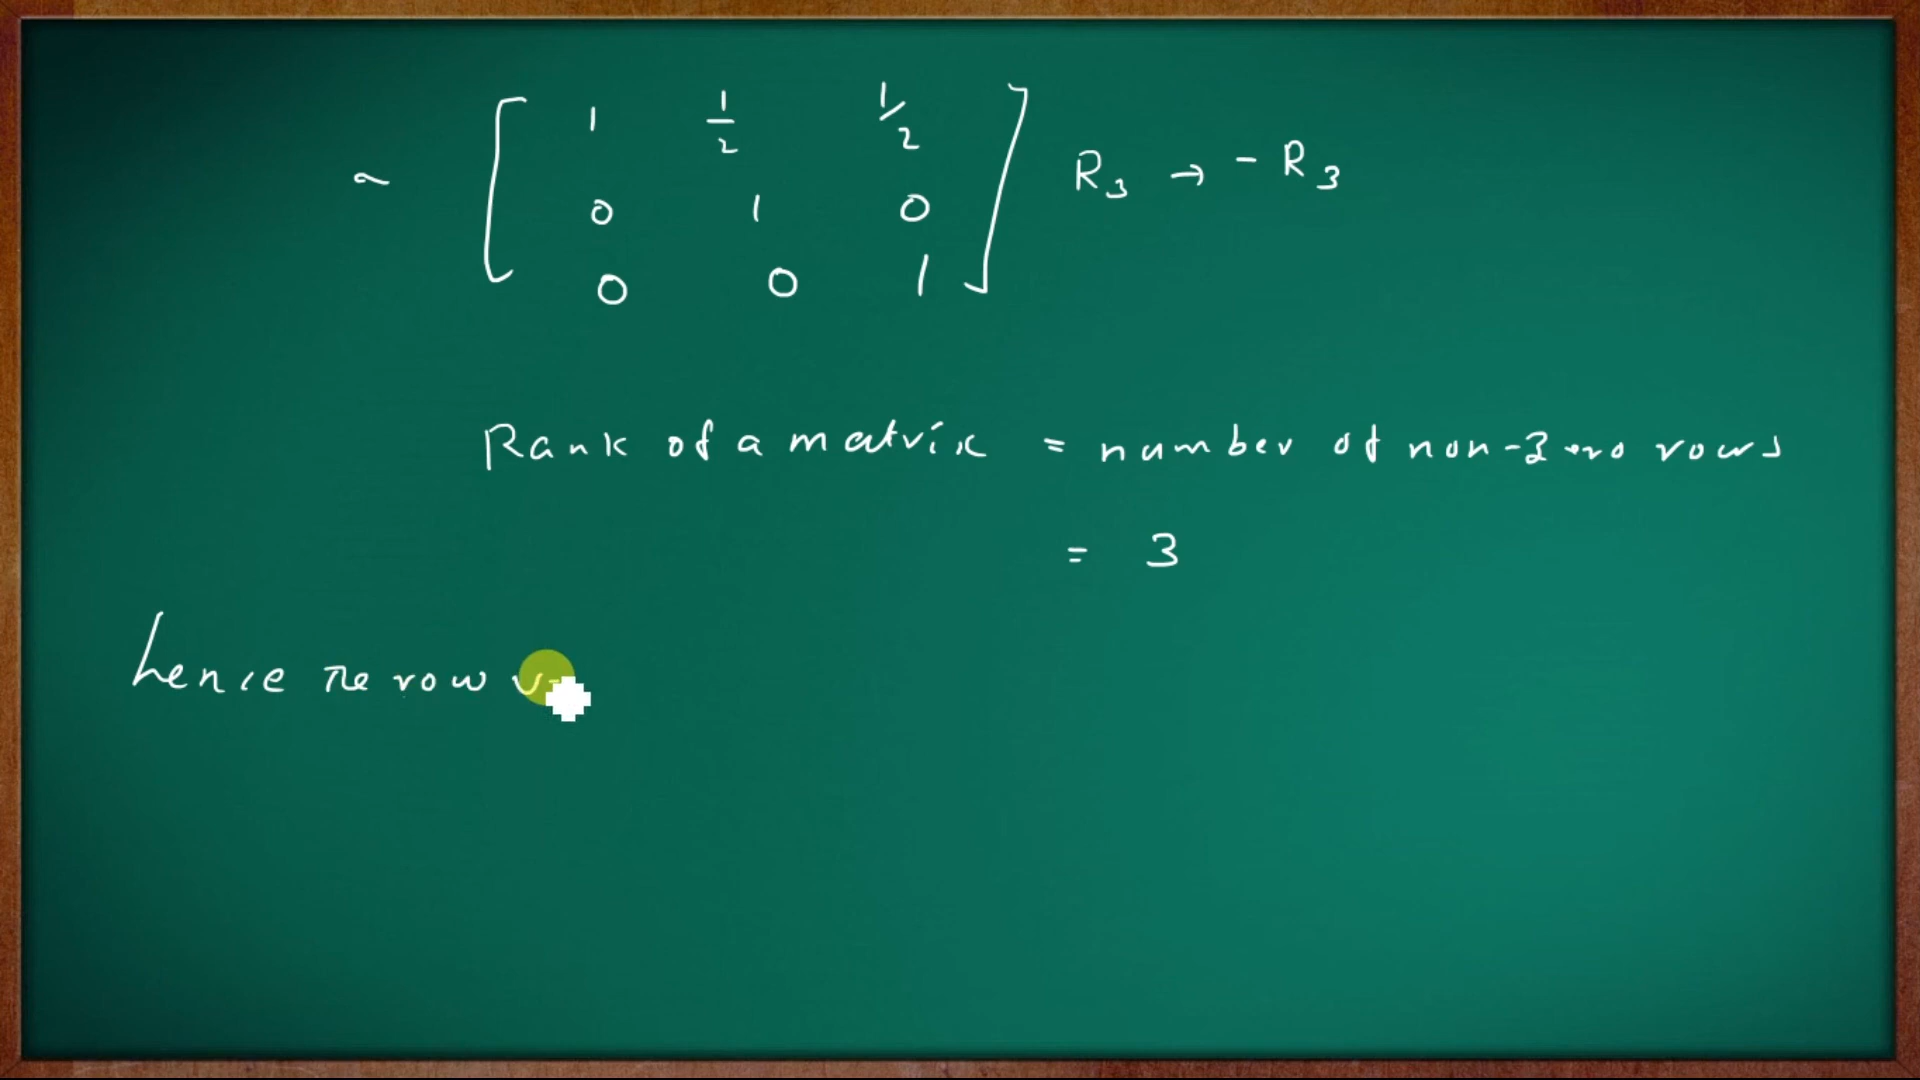 ~ [ 1 1/2 1/2 ] R3 → - R3
0 1 0
0 0 1
Rank of a matrix = number of non-zero rows
= 3
hence the row